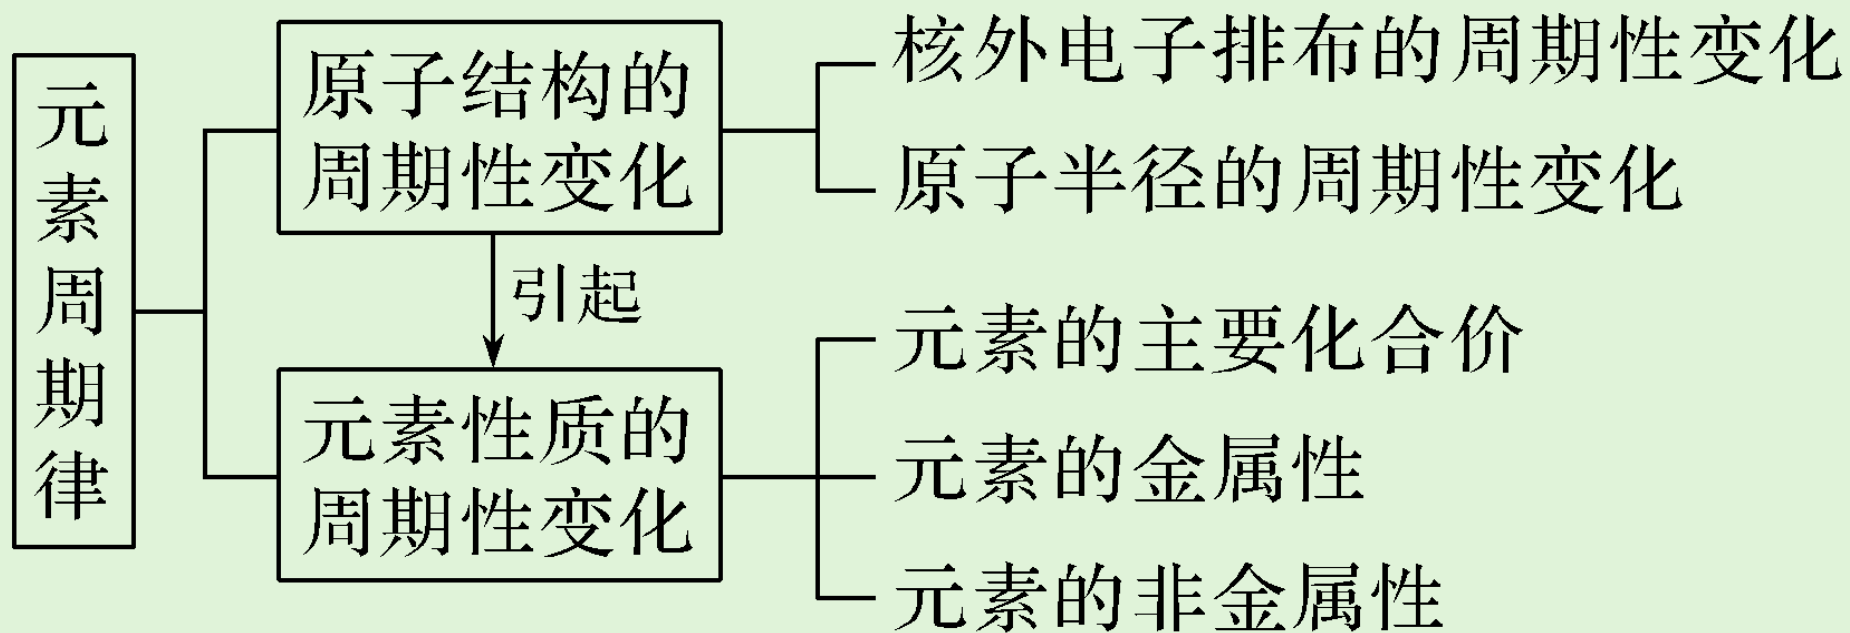 元素周期律
原子结构的
周期性变化
核外电子排布的周期性变化
原子半径的周期性变化
引起
元素性质的
周期性变化
元素的主要化合价
元素的金属性
元素的非金属性